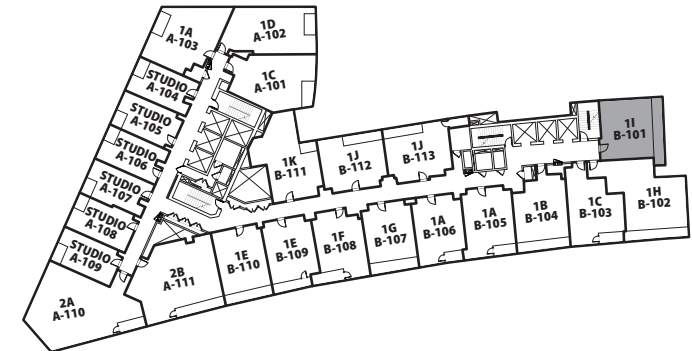 1A
A-103
1D
A-102
1C
A-101
STUDIO
A-104
STUDIO
A-105
STUDIO
A-106
STUDIO
A-107
STUDIO
A-108
STUDIO
A-109
2A
A-110
2B
A-111
1K
B-111
1J
B-112
1J
B-113
1I
B-101
1E
B-110
1E
B-109
1F
B-108
1G
B-107
1A
B-106
1A
B-105
1B
B-104
1C
B-103
1H
B-102